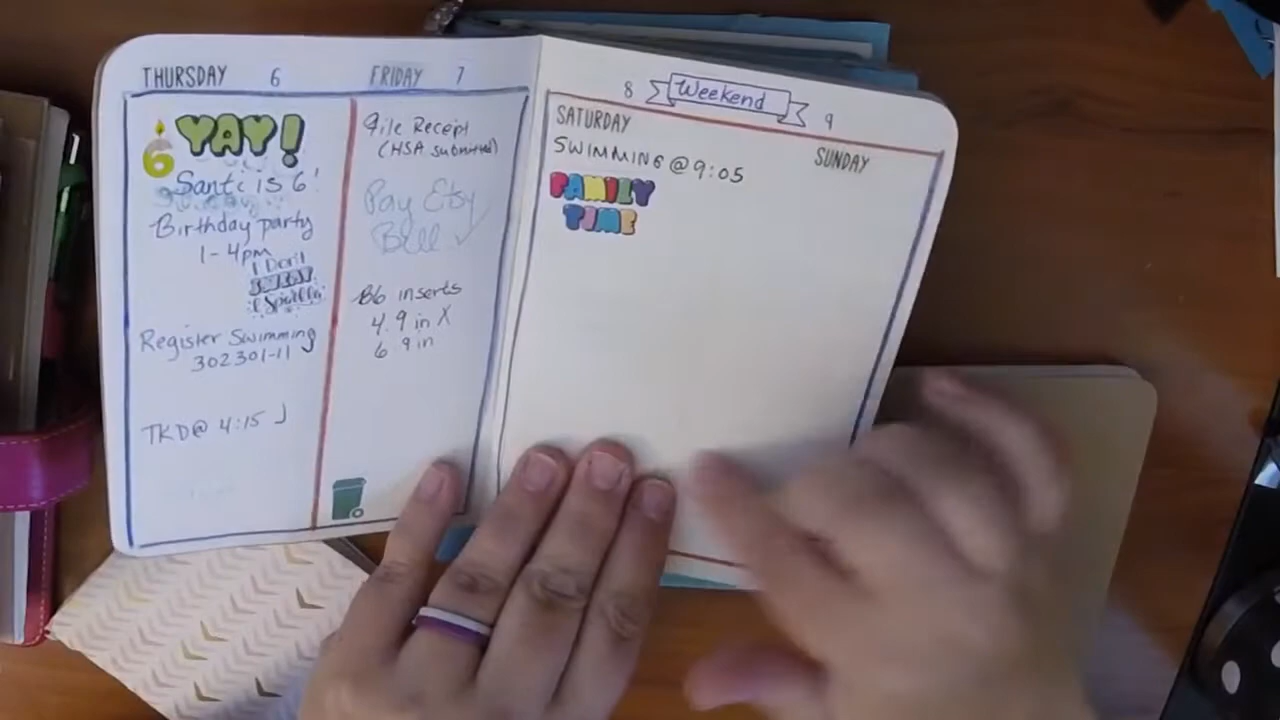 THURSDAY 6
YAY!
6
Santi is 6!
Birthday party
1-4pm
I Don't
Sparkle
Register Swimming
302301-11
TKD@ 4:15 J
FRIDAY 7
File Receipt
(HSA submitted)
Pay Etsy
Bill ✓
B6 inserts
4.9 in X
6.9 in
8 Weekend 9
SATURDAY
SWIMMING @ 9:05
FAMILY
TIME
SUNDAY